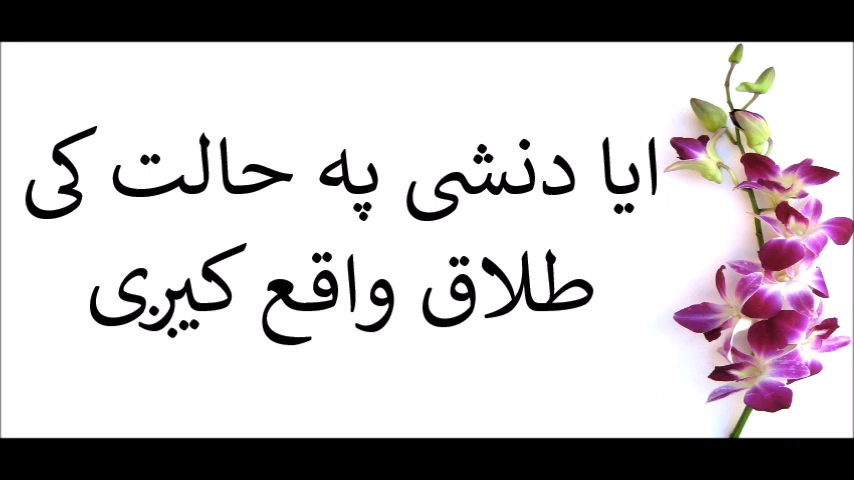 ایا دنشی په حالت کی
طلاق واقع کیږی